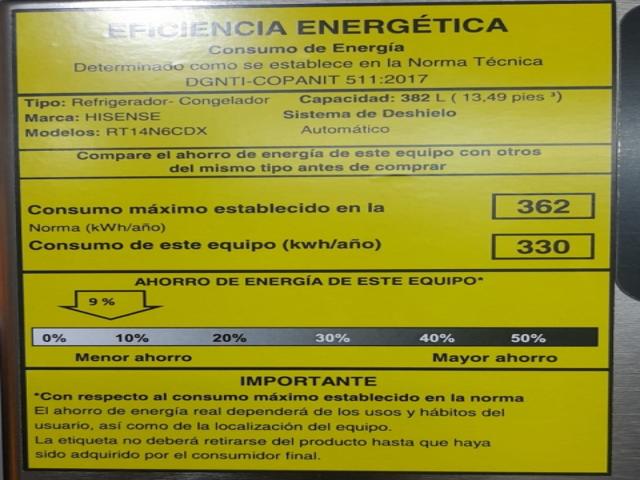 EFICIENCIA ENERGÉTICA
Consumo de Energía
Determinado como se establece en la Norma Técnica
DGNTI-COPANIT 511:2017
Tipo: Refrigerador- Congelador Capacidad: 382 L ( 13,49 pies ³)
Marca: HISENSE Sistema de Deshielo
Modelos: RT14N6CDX Automático
Compare el ahorro de energía de este equipo con otros
del mismo tipo antes de comprar
Consumo máximo establecido en la 362
Norma (kWh/año)
Consumo de este equipo (kwh/año) 330
AHORRO DE ENERGÍA DE ESTE EQUIPO*
9 %
0% 10% 20% 30% 40% 50%
Menor ahorro Mayor ahorro
IMPORTANTE
*Con respecto al consumo máximo establecido en la norma
El ahorro de energía real dependerá de los usos y hábitos del
usuario, así como de la localización del equipo.
La etiqueta no deberá retirarse del producto hasta que haya
sido adquirido por el consumidor final.